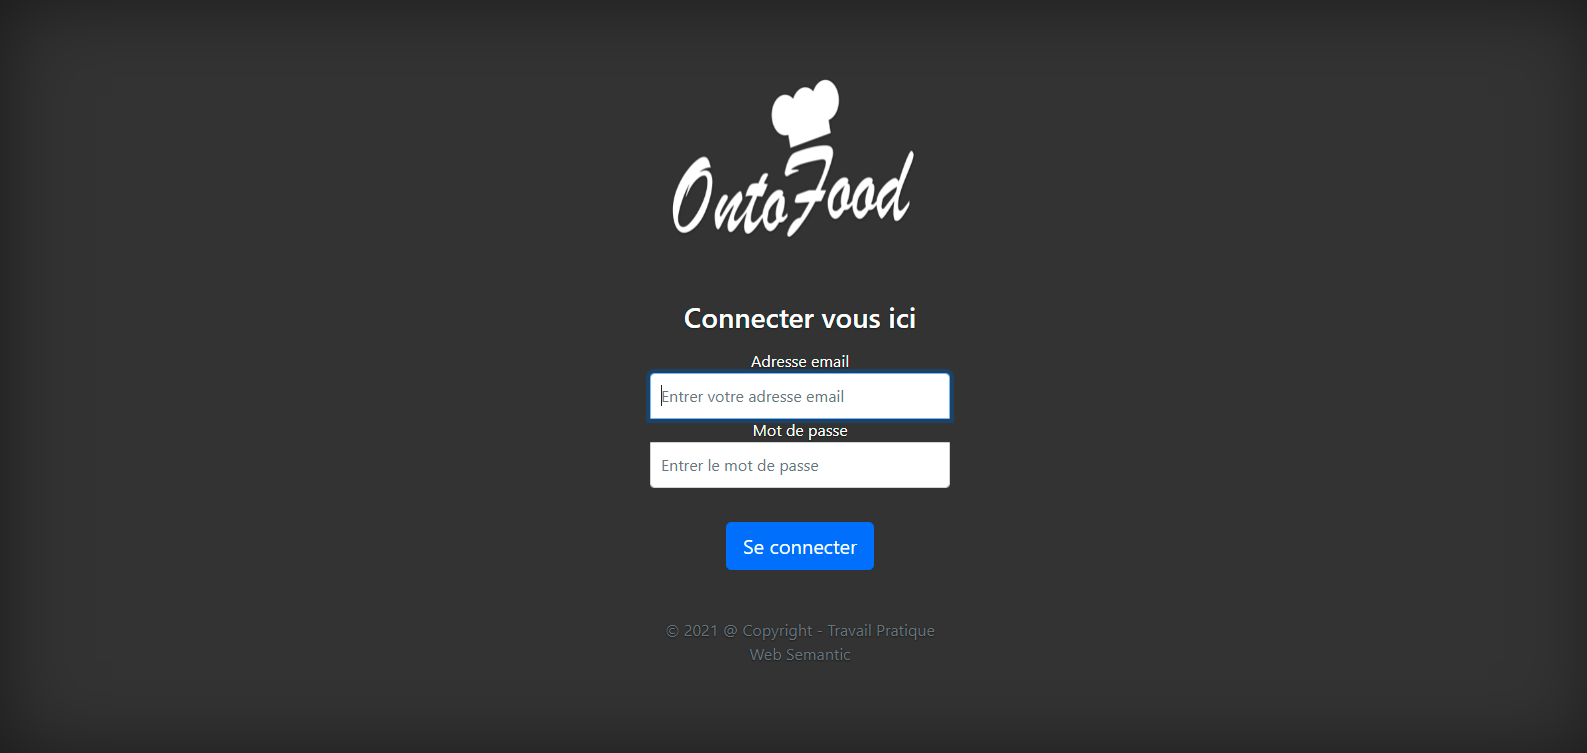 OntoFood
Connecter vous ici
Adresse email
Entrer votre adresse email
Mot de passe
Entrer le mot de passe
Se connecter
© 2021 @ Copyright - Travail Pratique
Web Semantic